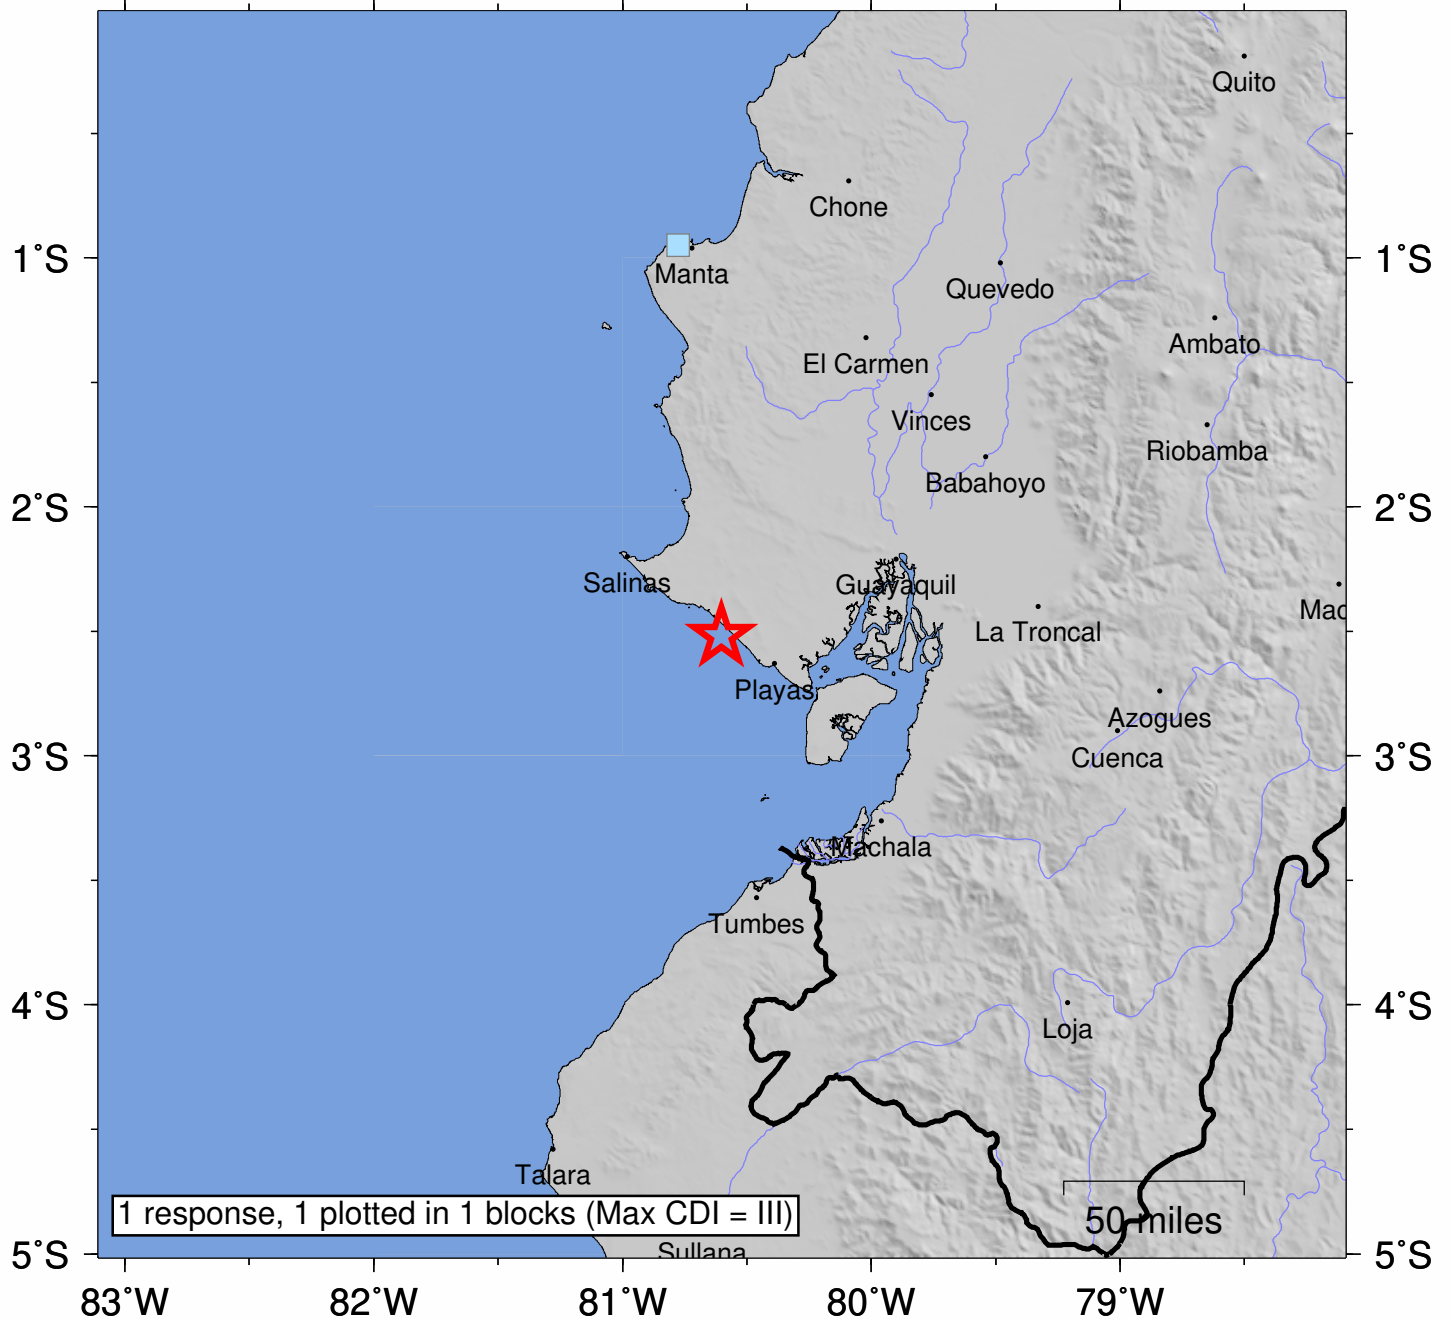 Quito
Chone
1°S
1°S
Manta
Quevedo
Ambato
El Carmen
Vinces
Riobamba
Babahoyo
2°S
2°S
Salinas
Guayaquil
Mac
La Troncal
Playas
Azogues
Cuenca
3°S
3°S
Machala
Tumbes
4°S
4°S
Loja
Talara
1 response, 1 plotted in 1 blocks (Max CDI = III)
50 miles
Sullana
5°S
5°S
83°W
82°W
81°W
80°W
79°W